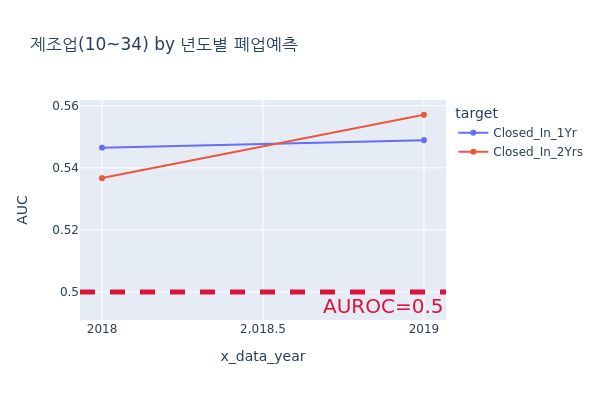 제조업(10~34) by 년도별 폐업예측
target
Closed_In_1Yr
Closed_In_2Yrs
AUC
0.56
0.54
0.52
0.5
AUROC=0.5
2018
2,018.5
2019
x_data_year